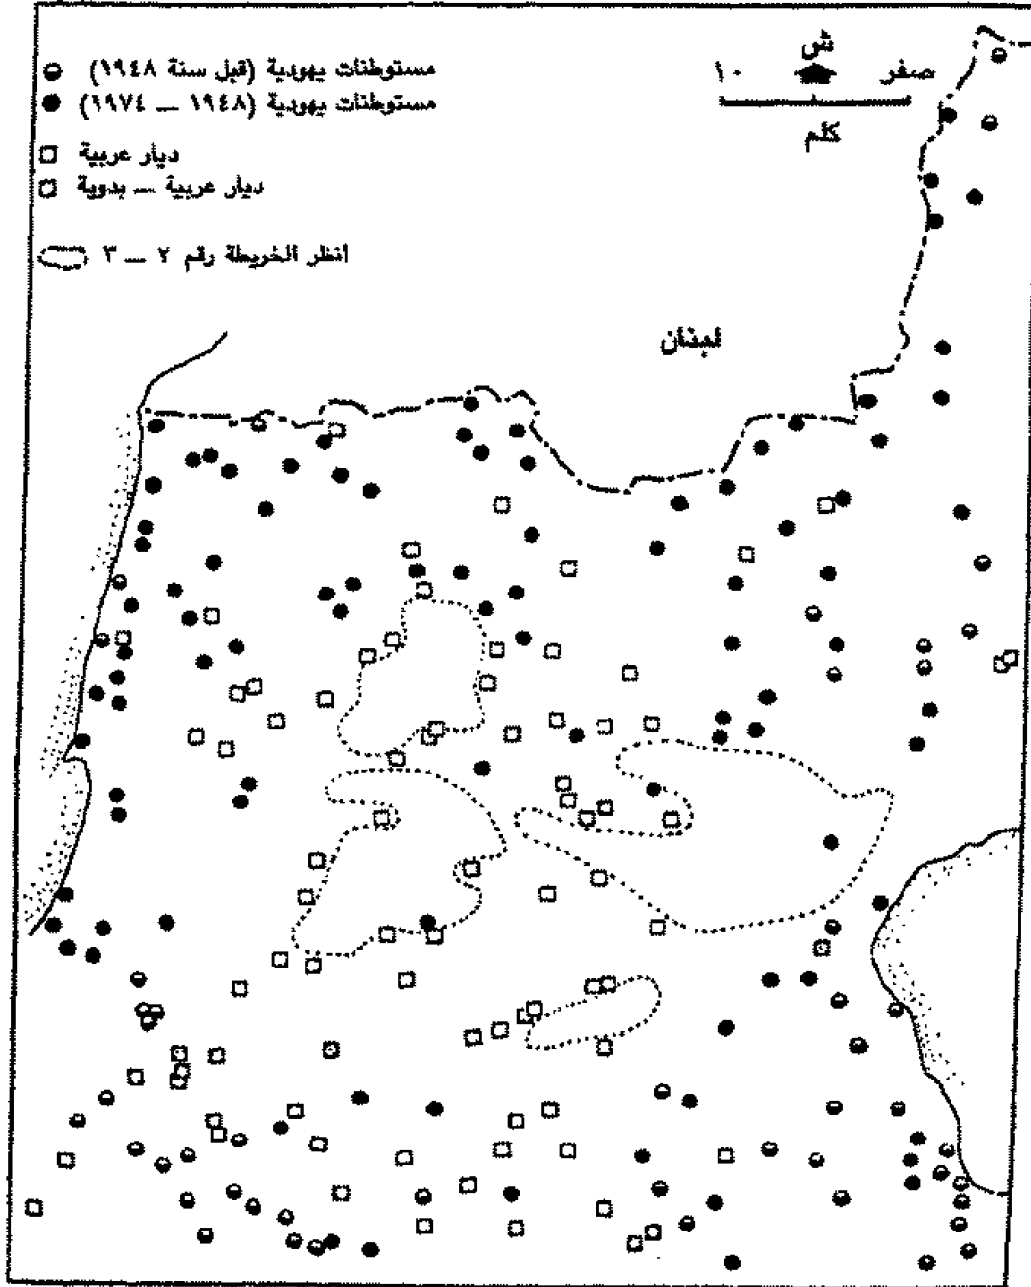 مستوطنات يهودية (قبل سنة ١٩٤٨)
مستوطنات يهودية (١٩٤٨ — ١٩٧٤)
ديار عربية
ديار عربية — بدوية
انظر الخريطة رقم ٢ — ٣
ش
صفر ١٠
كلم
لبنان